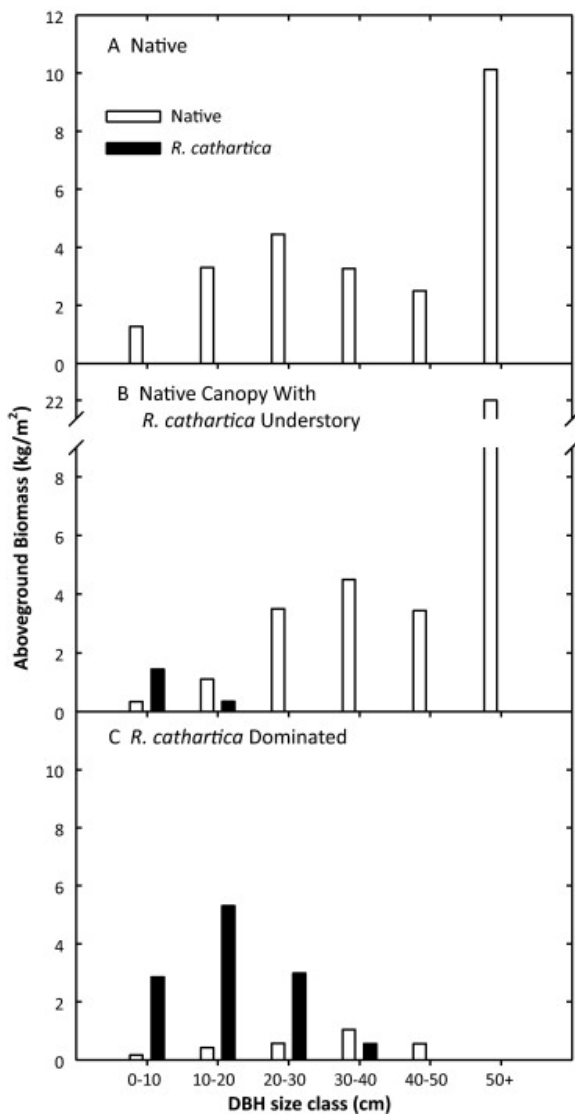 12
A Native
10
Native
R. cathartica
8
6
4
2
0
B Native Canopy With
R. cathartica Understory
22
8
6
4
2
0
C R. cathartica Dominated
10
8
6
4
2
0
Aboveground Biomass (kg/m²)
0-10 10-20 20-30 30-40 40-50 50+
DBH size class (cm)